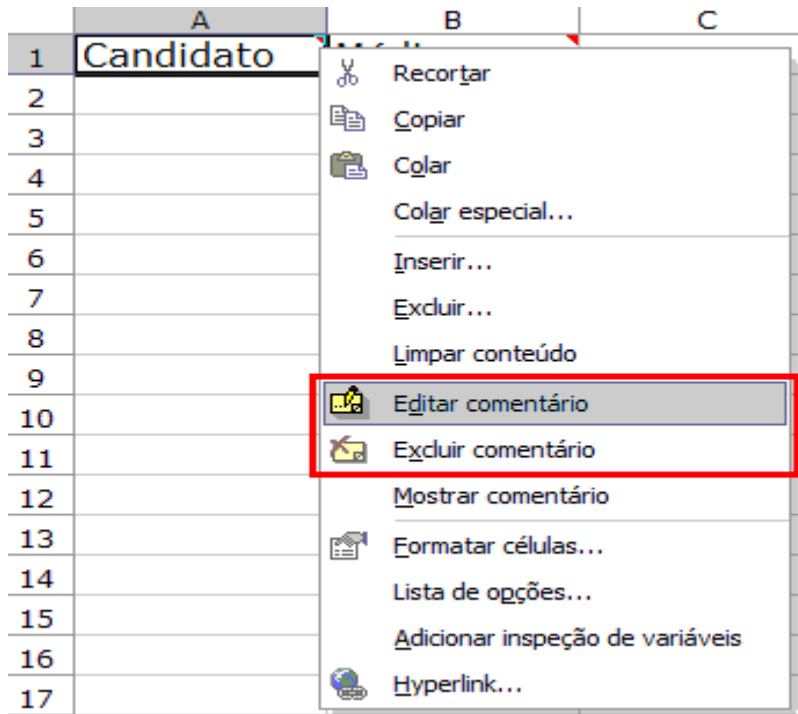 A B C
1 Candidato
Recortar
2
Copiar
3
Colar
4
Colar especial...
5
6 Inserir...
7 Excluir...
8 Limpar conteúdo
9
Editar comentário
10
11 Excluir comentário
12 Mostrar comentário
13 Formatar células...
14
Lista de opções...
15
Adicionar inspeção de variáveis
16
Hyperlink...
17